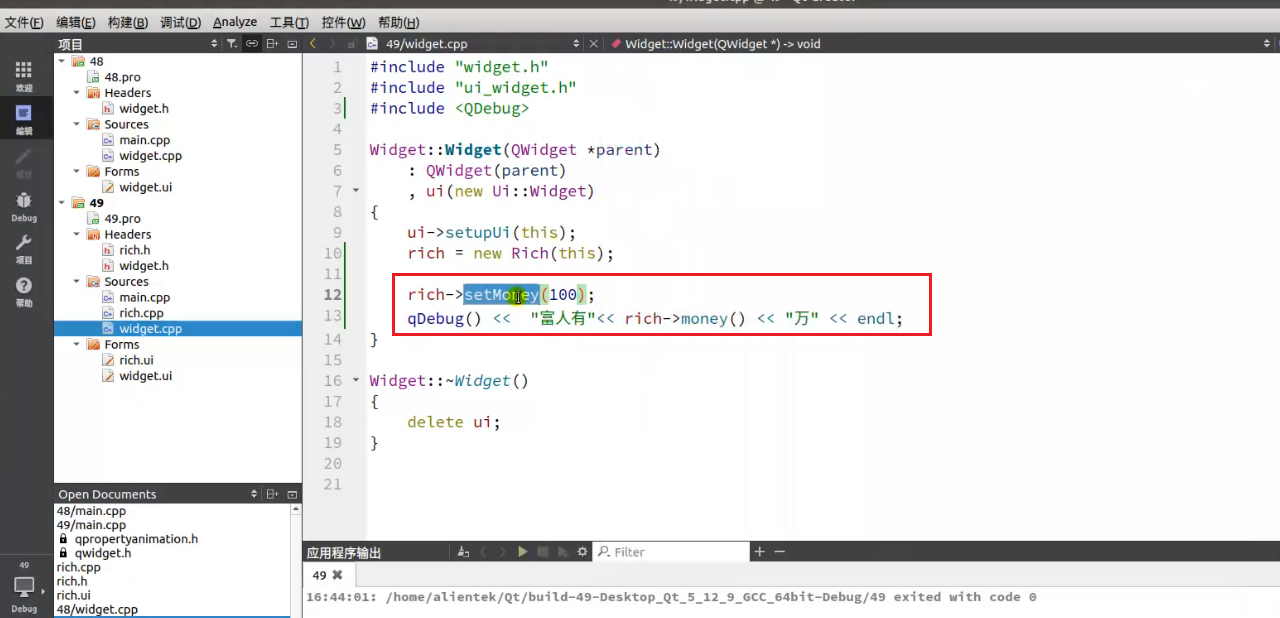 文件(F) 编辑(E) 构建(B) 调试(D) Analyze 工具(T) 控件(W) 帮助(H)
项目
49/widget.cpp
Widget::Widget(QWidget *) -> void
欢迎
编辑
设计
Debug
项目
帮助
49
Debug
48
48.pro
Headers
widget.h
Sources
main.cpp
widget.cpp
Forms
widget.ui
49
49.pro
Headers
rich.h
widget.h
Sources
main.cpp
rich.cpp
widget.cpp
Forms
rich.ui
widget.ui
Open Documents
48/main.cpp
49/main.cpp
qpropertyanimation.h
qwidget.h
rich.cpp
rich.h
rich.ui
48/widget.cpp
1 #include "widget.h"
2 #include "ui_widget.h"
3 #include <QDebug>
4
5 Widget::Widget(QWidget *parent)
6 : QWidget(parent)
7 , ui(new Ui::Widget)
8 {
9 ui->setupUi(this);
10 rich = new Rich(this);
11
12 rich->setMoney(100);
13 qDebug() << "富人有"<< rich->money() << "万" << endl;
14 }
15
16 Widget::~Widget()
17 {
18 delete ui;
19 }
20
21
应用程序输出
Filter
49
16:44:01: /home/alientek/Qt/build-49-Desktop_Qt_5_12_9_GCC_64bit-Debug/49 exited with code 0